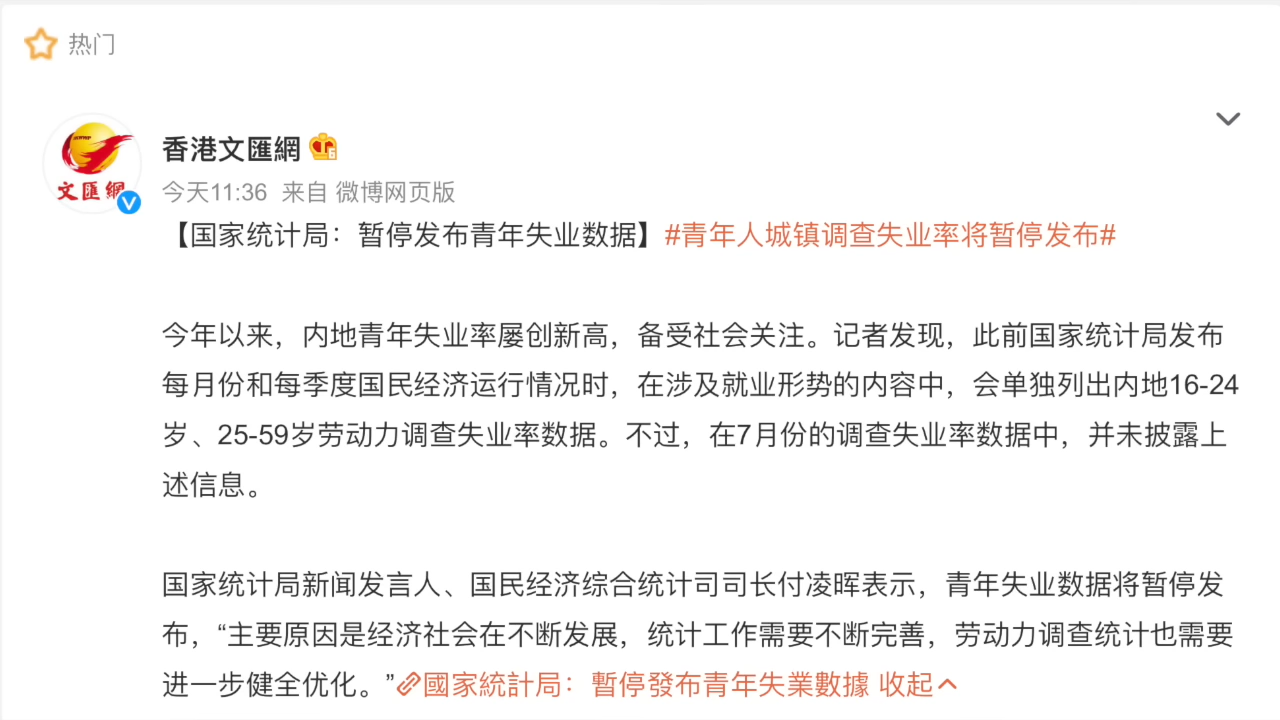 热门
香港文匯網
文匯網
今天11:36 来自 微博网页版
【国家统计局：暂停发布青年失业数据】#青年人城镇调查失业率将暂停发布#
今年以来，内地青年失业率屡创新高，备受社会关注。记者发现，此前国家统计局发布
每月份和每季度国民经济运行情况时，在涉及就业形势的内容中，会单独列出内地16-24
岁、25-59岁劳动力调查失业率数据。不过，在7月份的调查失业率数据中，并未披露上
述信息。
国家统计局新闻发言人、国民经济综合统计司司长付凌晖表示，青年失业数据将暂停发
布，“主要原因是经济社会在不断发展，统计工作需要不断完善，劳动力调查统计也需要
进一步健全优化。”國家統計局：暫停發布青年失業數據 收起